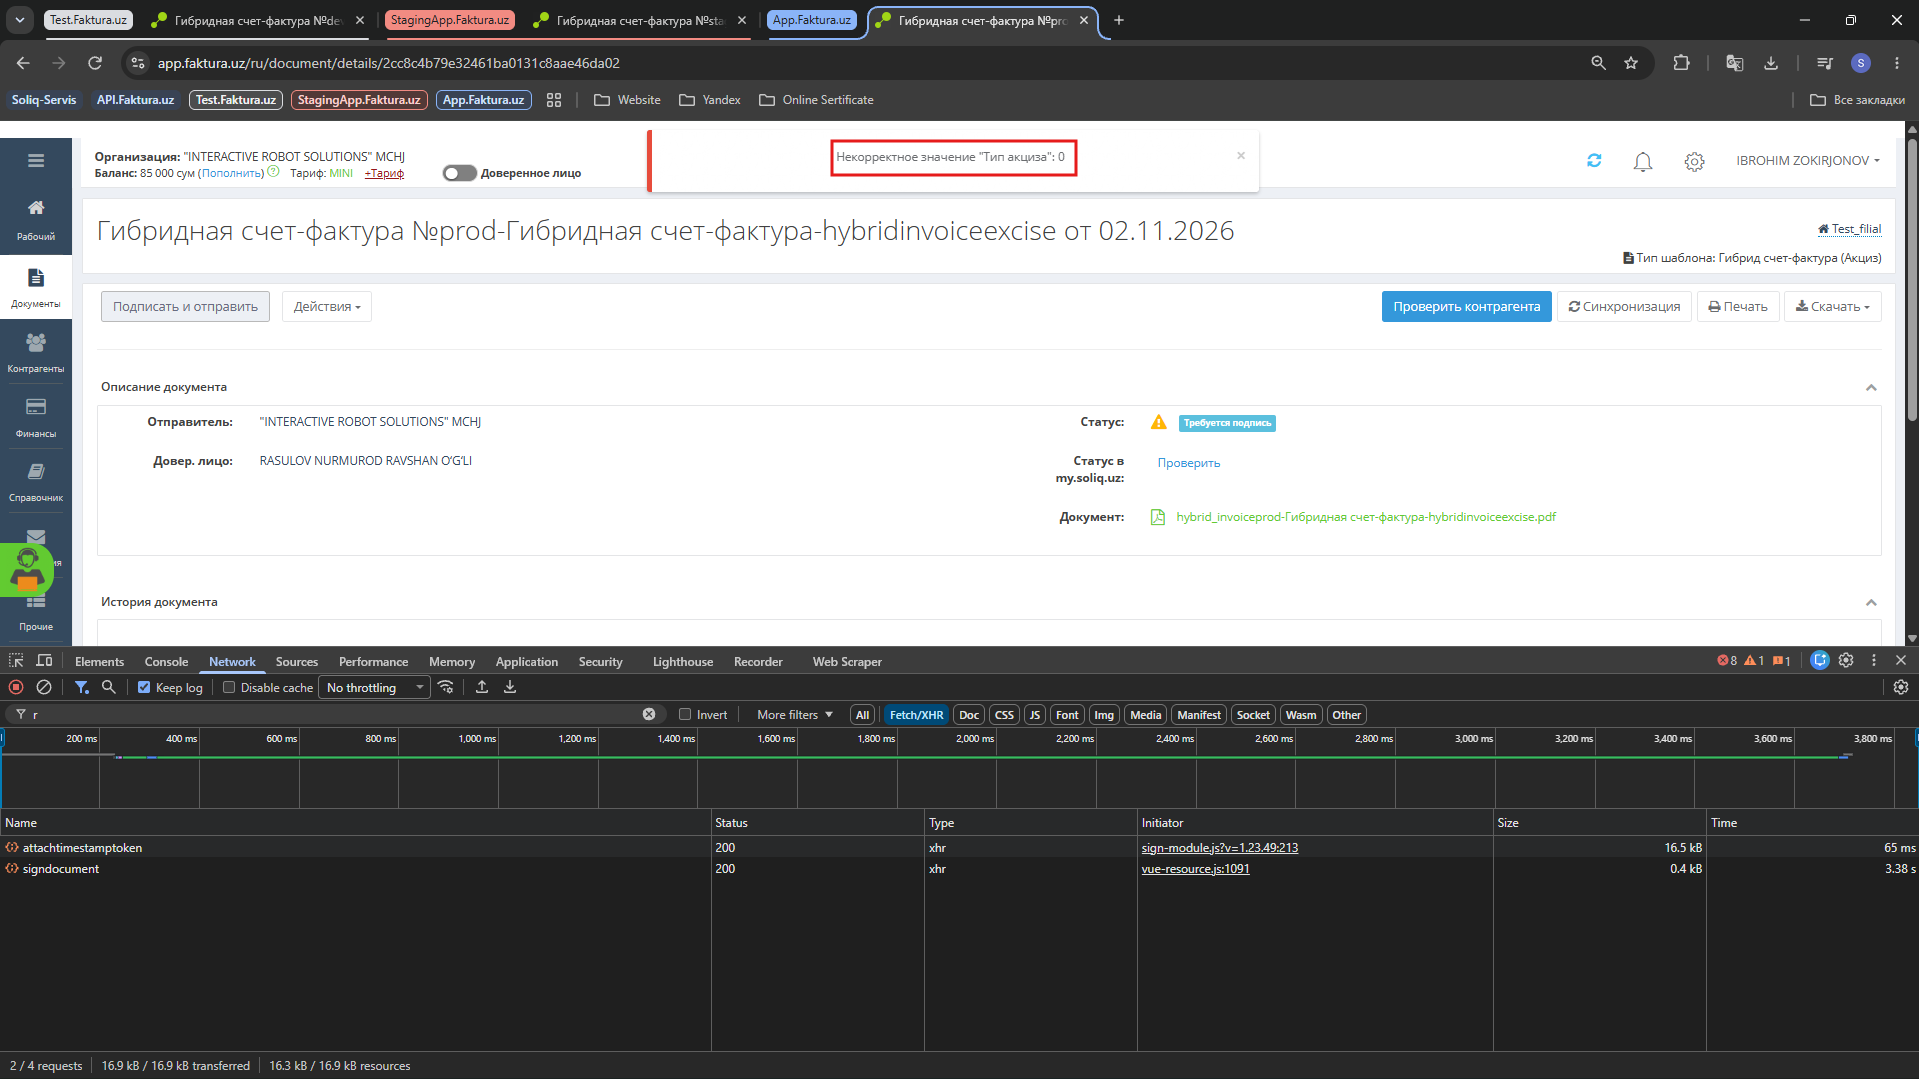 Test.Faktura.uz
Гибридная счет-фактура №de
StagingApp.Faktura.uz
Гибридная счет-фактура №sta
App.Faktura.uz
Гибридная счет-фактура №pro
app.faktura.uz/ru/document/details/2cc8c4b79e32461ba0131c8aae46da02
S
Soliq-Servis
API.Faktura.uz
Test.Faktura.uz
StagingApp.Faktura.uz
App.Faktura.uz
Website
Yandex
Online Sertificate
Все закладки
Организация: "INTERACTIVE ROBOT SOLUTIONS" MCHJ
Баланс: 85 000 сум (Пополнить) Тариф: MINI +Тариф
Доверенное лицо
Некорректное значение "Тип акциза": 0
IBROHIM ZOKIRJONOV
Рабочий
Документы
Контрагенты
Финансы
Справочник
ия
Прочие
Гибридная счет-фактура №prod-Гибридная счет-фактура-hybridinvoiceexcise от 02.11.2026
Test_filial
Тип шаблона: Гибрид счет-фактура (Акциз)
Подписать и отправить
Действия
Проверить контрагента
Синхронизация
Печать
Скачать
Описание документа
Отправитель: "INTERACTIVE ROBOT SOLUTIONS" MCHJ
Довер. лицо: RASULOV NURMUROD RAVSHAN O'G'LI
Статус: Требуется подпись
Статус в my.soliq.uz: Проверить
Документ: hybrid_invoiceprod-Гибридная счет-фактура-hybridinvoiceexcise.pdf
История документа
Elements
Console
Network
Sources
Performance
Memory
Application
Security
Lighthouse
Recorder
Web Scraper
8
1
1
Keep log
Disable cache
No throttling
r
Invert
More filters
All
Fetch/XHR
Doc
CSS
JS
Font
Img
Media
Manifest
Socket
Wasm
Other
200 ms
400 ms
600 ms
800 ms
1,000 ms
1,200 ms
1,400 ms
1,600 ms
1,800 ms
2,000 ms
2,200 ms
2,400 ms
2,600 ms
2,800 ms
3,000 ms
3,200 ms
3,400 ms
3,600 ms
3,800 ms
Name Status Type Initiator Size Time
attachtimestamptoken 200 xhr sign-module.js?v=1.23.49:213 16.5 kB 65 ms
signdocument 200 xhr vue-resource.js:1091 0.4 kB 3.38 s
2 / 4 requests
16.9 kB / 16.9 kB transferred
16.3 kB / 16.9 kB resources